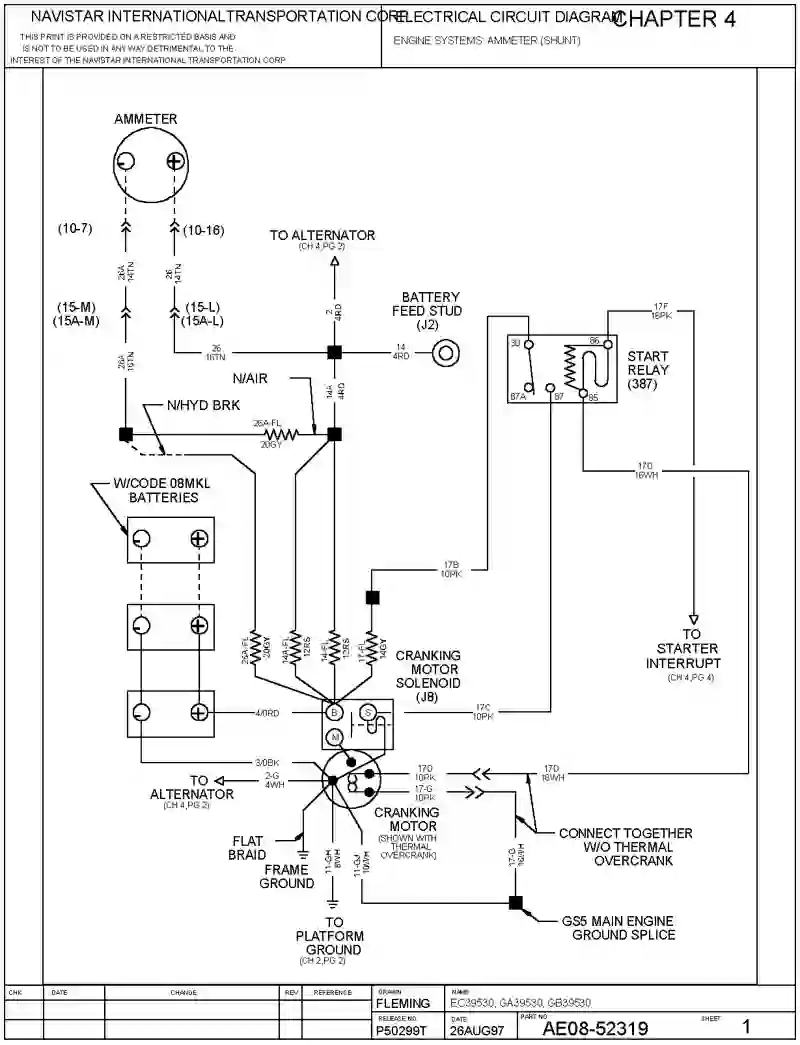 NAVISTAR INTERNATIONAL TRANSPORTATION CORP.
THIS PRINT IS PROVIDED ON A RESTRICTED BASIS AND
IS NOT TO BE USED IN ANY WAY DETRIMENTAL TO THE
INTEREST OF THE NAVISTAR INTERNATIONAL TRANSPORTATION CORP
ELECTRICAL CIRCUIT DIAGRAM
CHAPTER 4
ENGINE SYSTEMS: AMMETER (SHUNT)
AMMETER
- +
(10-7)
(10-16)
26A
14TN
26
14TN
TO ALTERNATOR
(CH 4,PG 2)
(15-M)
(15A-M)
(15-L)
(15A-L)
2
4RD
BATTERY
FEED STUD
(J2)
17F
16PK
26
16TN
14
4RD
26A
16TN
30
86
87A
87
85
START
RELAY
(387)
N/AIR
14A
4RD
N/HYD BRK
26A-FL
20GY
17D
16WH
W/CODE 08MKL
BATTERIES
- +
17B
10PK
- +
26A-FL
20GY
14A-FL
12RS
14-FL
12RS
17-FL
14GY
TO
STARTER
INTERRUPT
(CH 4,PG 4)
CRANKING
MOTOR
SOLENOID
(J8)
- +
4/0RD
B
S
M
17C
10PK
3/0BK
TO
ALTERNATOR
(CH 4,PG 2)
2-G
4WH
17D
10PK
17D
18WH
17-G
10PK
CRANKING
MOTOR
(SHOWN WITH
THERMAL
OVERCRANK)
CONNECT TOGETHER
W/O THERMAL
OVERCRANK
FLAT
BRAID
FRAME
GROUND
11-GH
8WH
11-GJ
10WH
17-G
16WH
TO
PLATFORM
GROUND
(CH 2,PG 2)
GS5 MAIN ENGINE
GROUND SPLICE
CHK
DATE
CHANGE
REV
REFERENCE
DRAWN
FLEMING
NAME
EC39530, GA39530, GB39530
RELEASE NO.
P50299T
DATE
26AUG97
PART NO
AE08-52319
SHEET
1